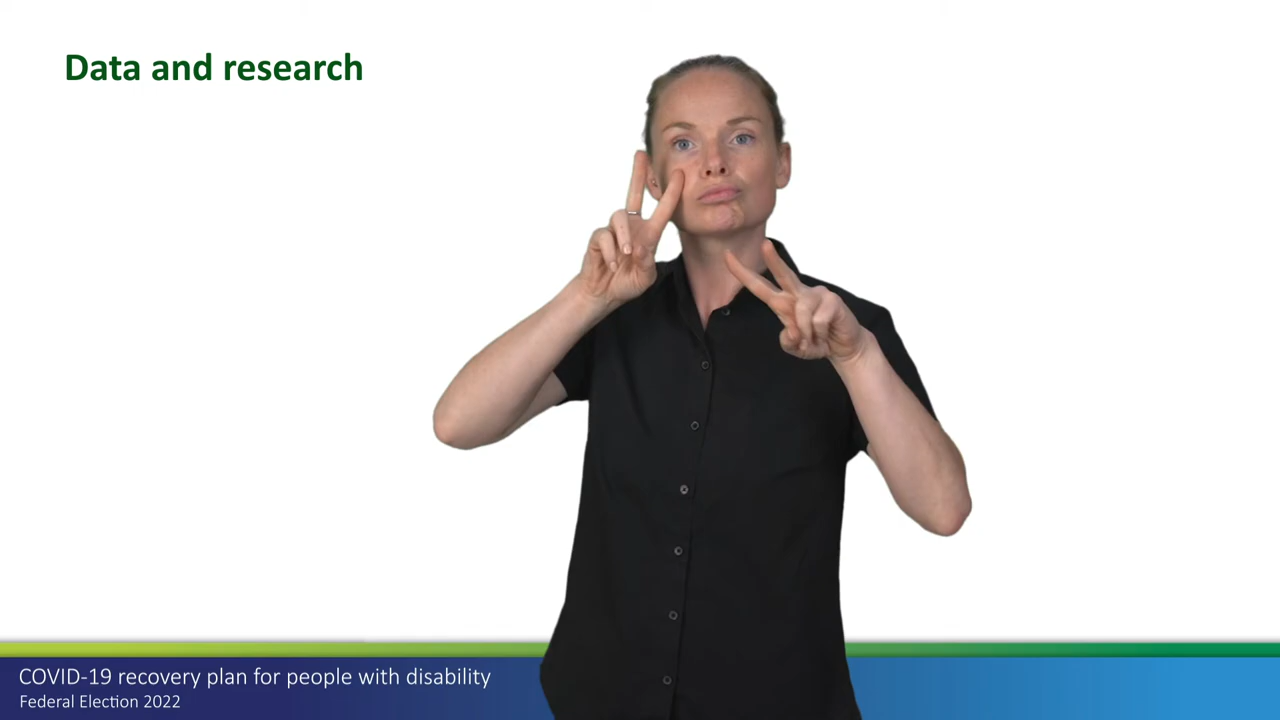 Data and research
COVID-19 recovery plan for people with disability
Federal Election 2022